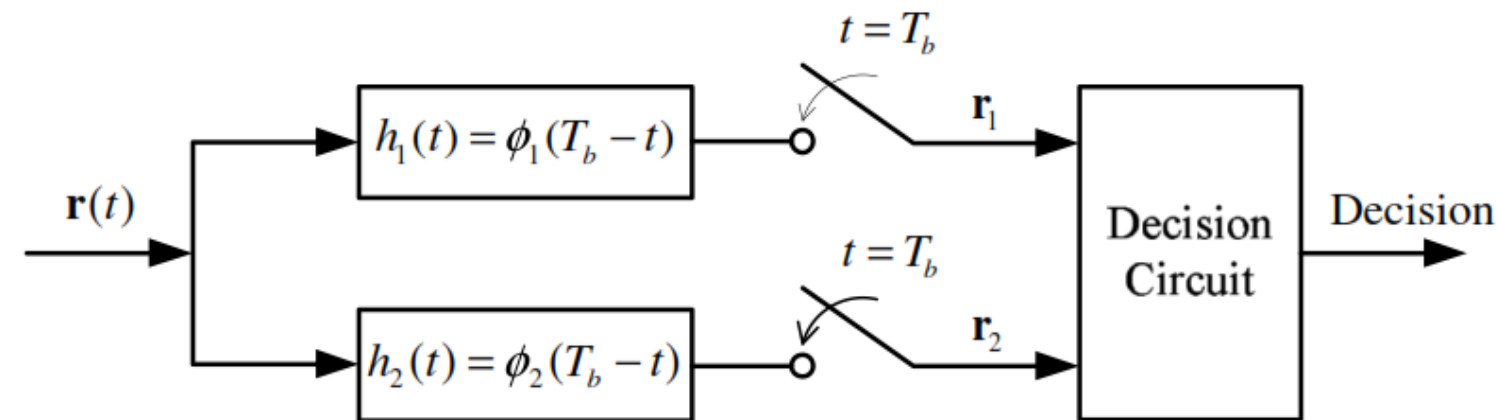 t = T_b
h_1(t) = ϕ_1(T_b − t)
r_1
r(t)
Decision
Circuit
Decision
t = T_b
h_2(t) = ϕ_2(T_b − t)
r_2